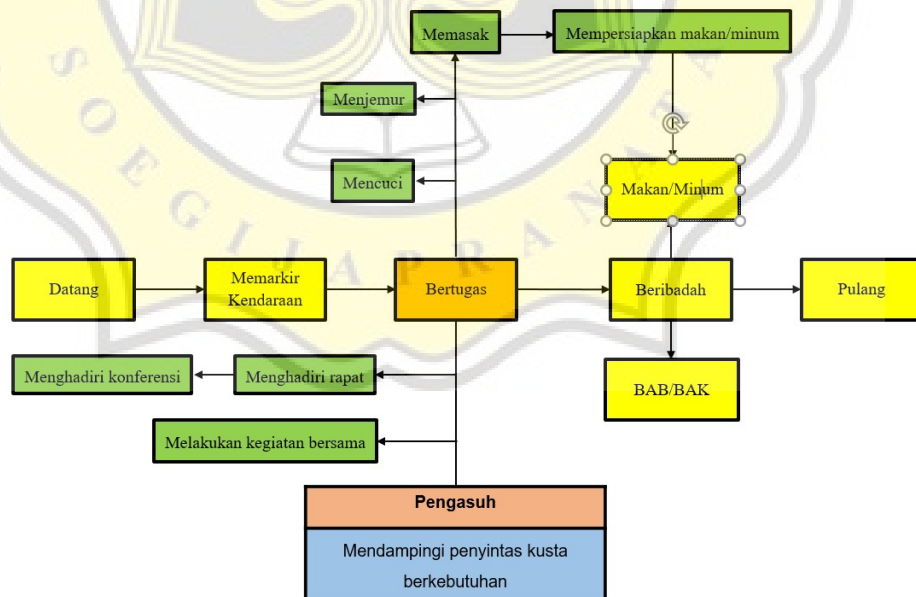 Memasak
Mempersiapkan makan/minum
Menjemur
Mencuci
Makan/Minum
SOEGIJAPRANATA
Datang
Memarkir
Kendaraan
Bertugas
Beribadah
Pulang
Menghadiri konferensi
Menghadiri rapat
BAB/BAK
Melakukan kegiatan bersama
Pengasuh
Mendampingi penyintas kusta
berkebutuhan